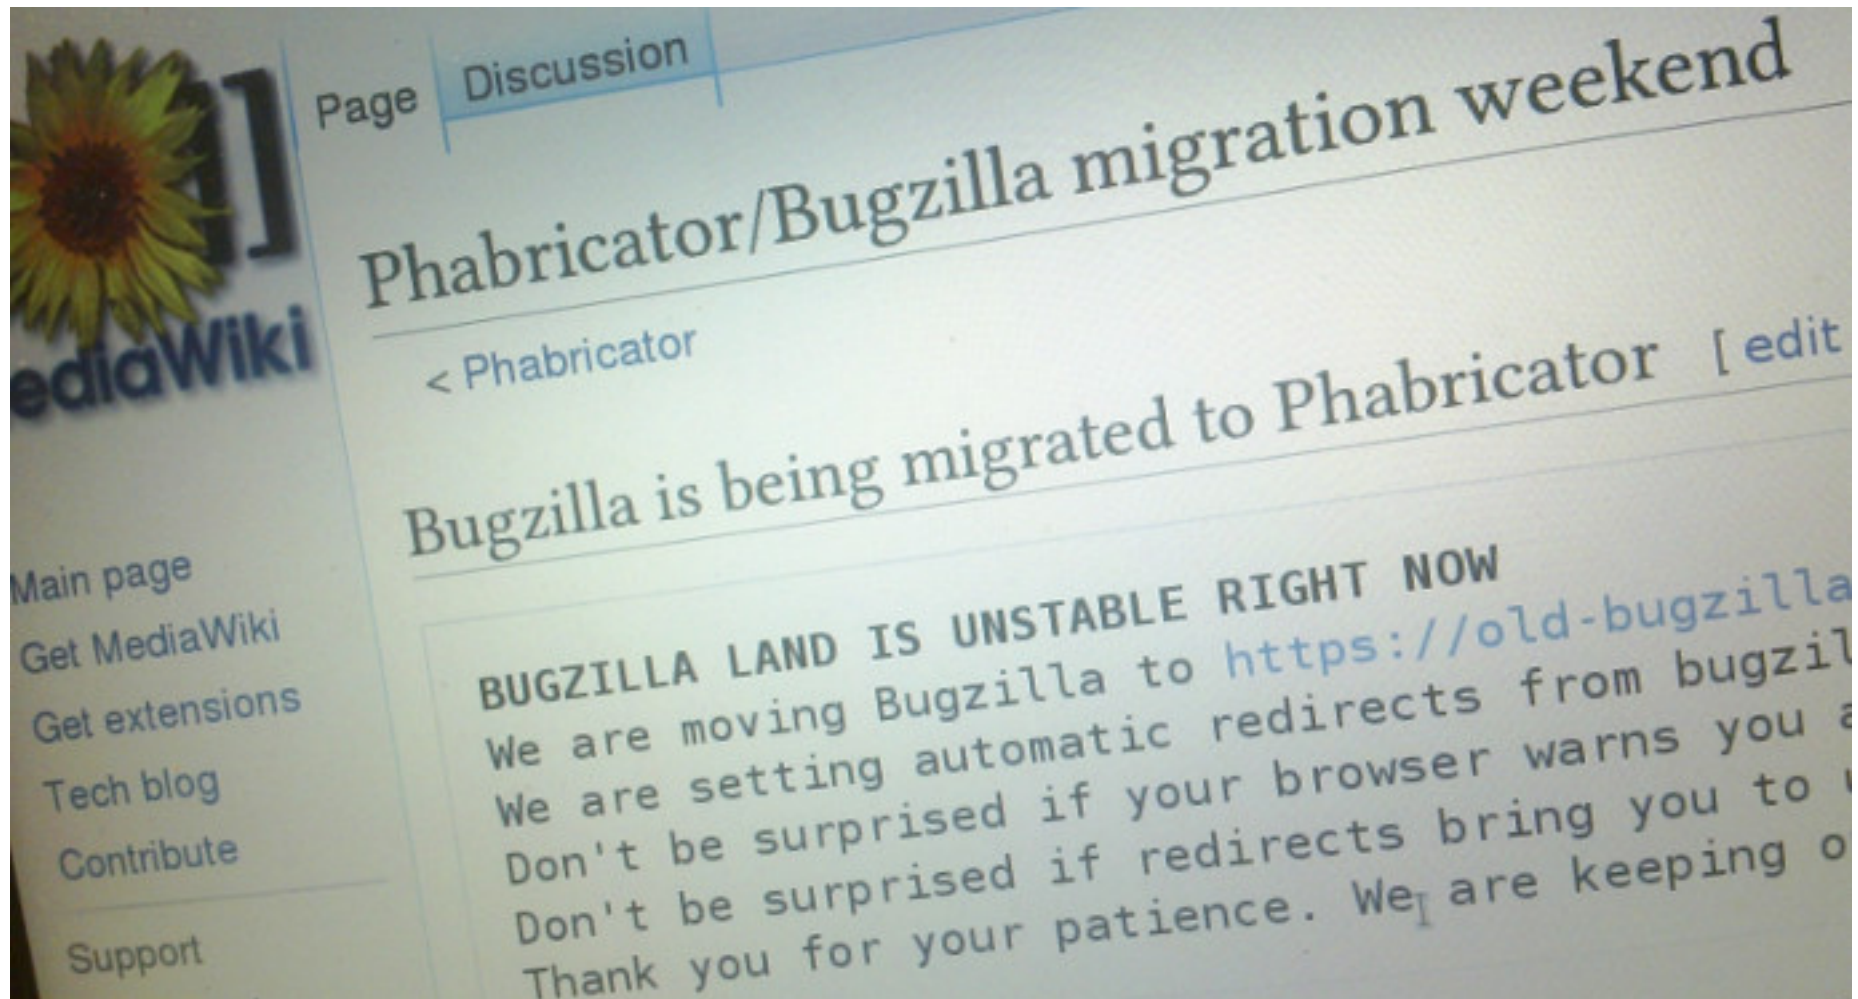 Page
Discussion
Phabricator/Bugzilla migration weekend
< Phabricator
Bugzilla is being migrated to Phabricator [ edit
BUGZILLA LAND IS UNSTABLE RIGHT NOW
We are moving Bugzilla to https://old-bugzilla
We are setting automatic redirects from bugzil
Don't be surprised if your browser warns you a
Don't be surprised if redirects bring you to
Thank you for your patience. We are keeping o
]
ediaWiki
Main page
Get MediaWiki
Get extensions
Tech blog
Contribute
Support